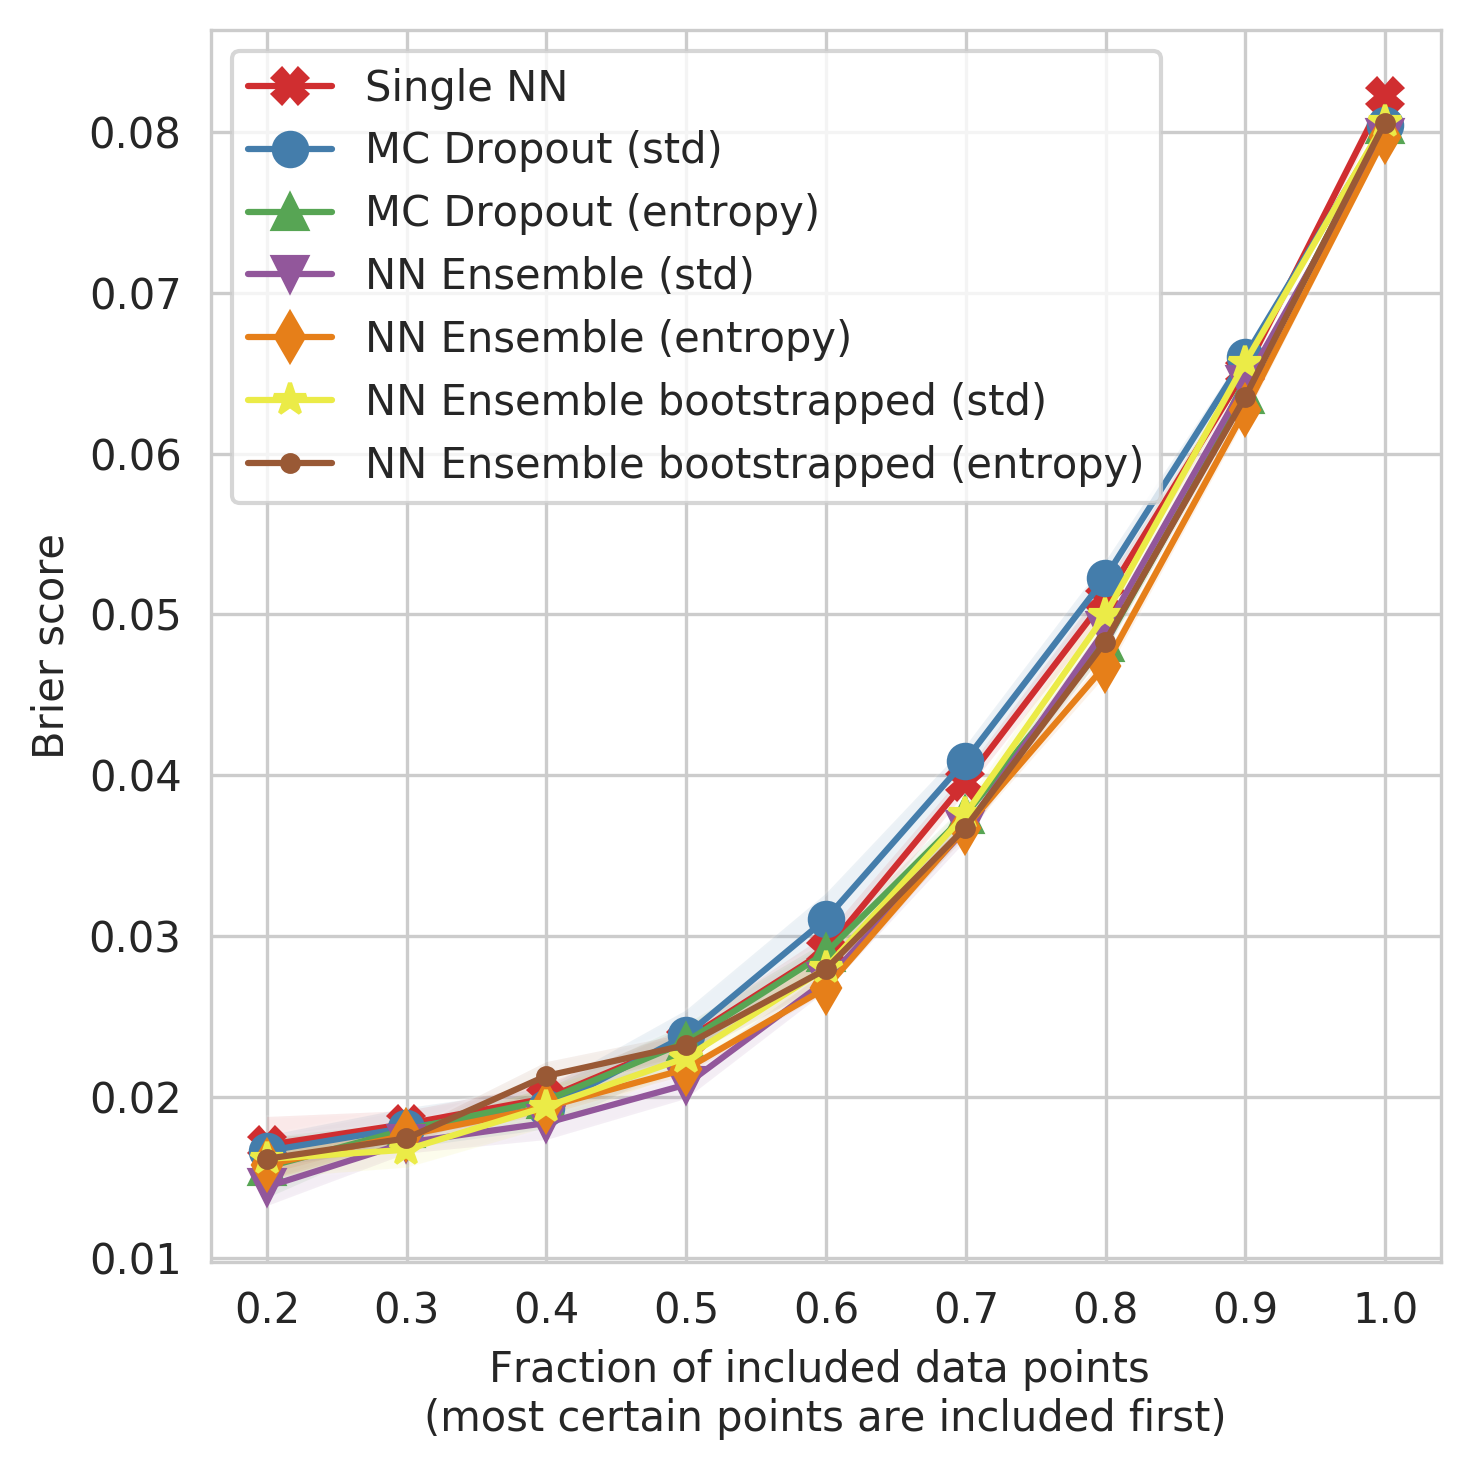 Single NN
MC Dropout (std)
MC Dropout (entropy)
NN Ensemble (std)
NN Ensemble (entropy)
NN Ensemble bootstrapped (std)
NN Ensemble bootstrapped (entropy)
0.08
0.07
0.06
0.05
0.04
0.03
0.02
0.01
Brier score
0.2 0.3 0.4 0.5 0.6 0.7 0.8 0.9 1.0
Fraction of included data points
(most certain points are included first)